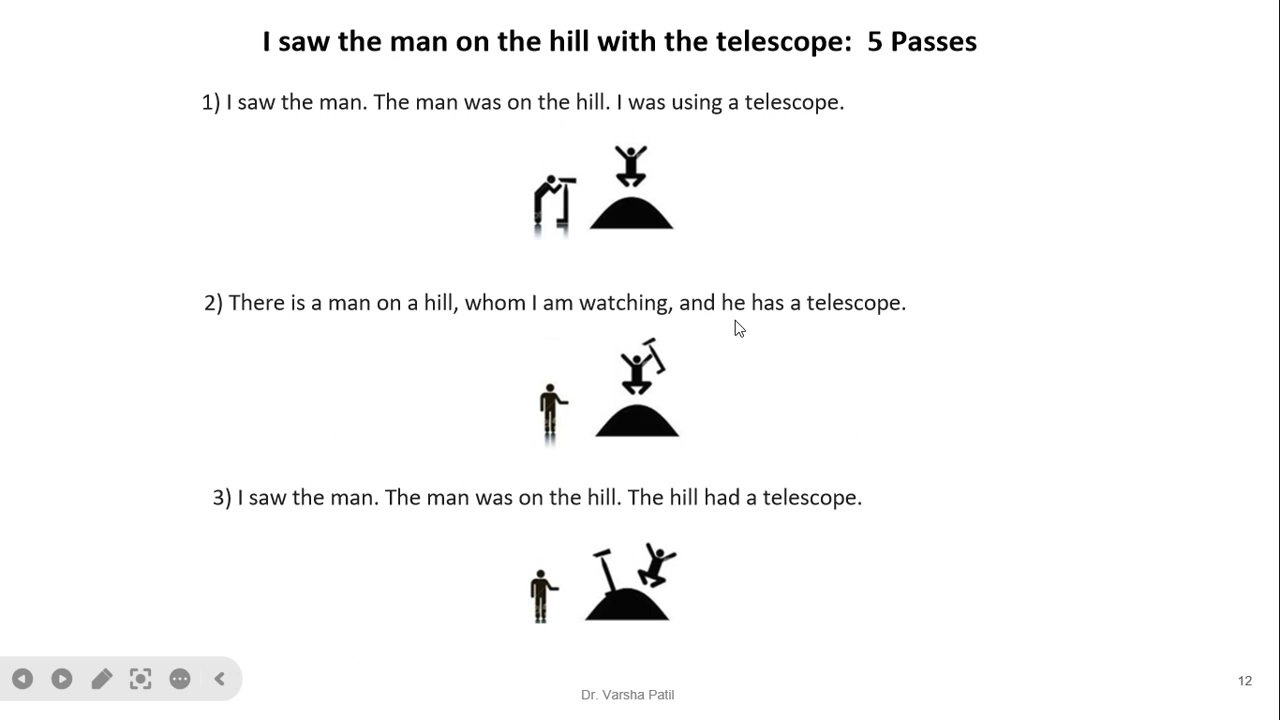 I saw the man on the hill with the telescope:  5 Passes
1) I saw the man. The man was on the hill. I was using a telescope.
2) There is a man on a hill, whom I am watching, and he has a telescope.
3) I saw the man. The man was on the hill. The hill had a telescope.
Dr. Varsha Patil
12